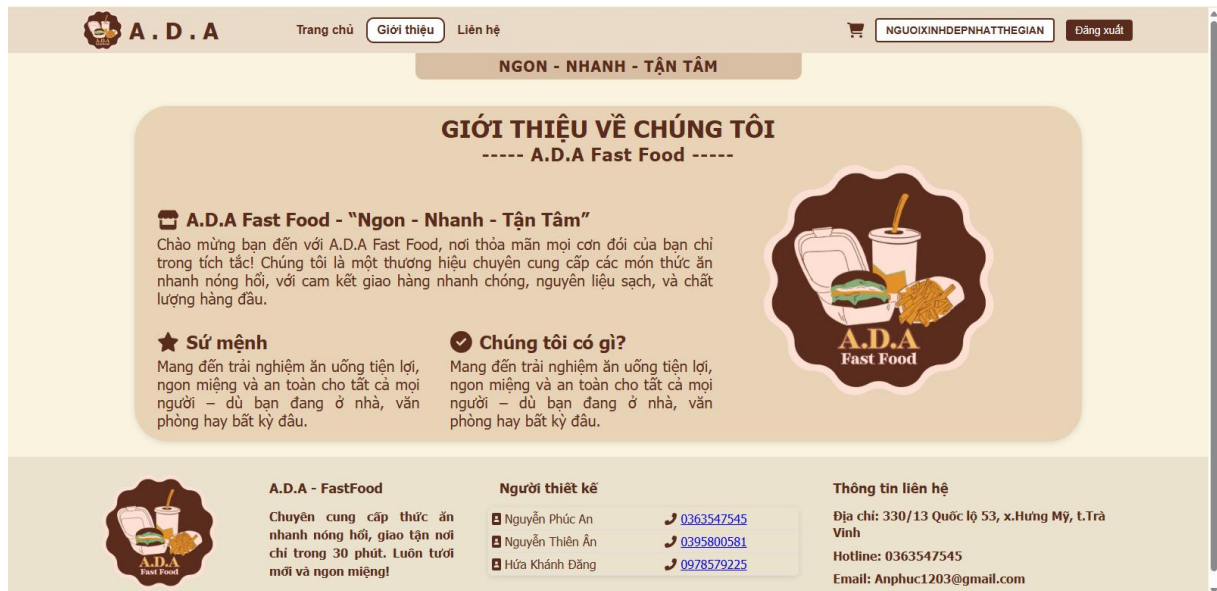 A . D . A
Trang chủ
Giới thiệu
Liên hệ
NGUOIXINHDEPNHATTHEGIAN
Đăng xuất
NGON - NHANH - TẬN TÂM
GIỚI THIỆU VỀ CHÚNG TÔI
----- A.D.A Fast Food -----
A.D.A Fast Food - “Ngon - Nhanh - Tận Tâm”
Chào mừng bạn đến với A.D.A Fast Food, nơi thỏa mãn mọi cơn đói của bạn chỉ
trong tích tắc! Chúng tôi là một thương hiệu chuyên cung cấp các món thức ăn
nhanh nóng hổi, với cam kết giao hàng nhanh chóng, nguyên liệu sạch, và chất
lượng hàng đầu.
Sứ mệnh
Mang đến trải nghiệm ăn uống tiện lợi,
ngon miệng và an toàn cho tất cả mọi
người – dù bạn đang ở nhà, văn
phòng hay bất kỳ đâu.
Chúng tôi có gì?
Mang đến trải nghiệm ăn uống tiện lợi,
ngon miệng và an toàn cho tất cả mọi
người – dù bạn đang ở nhà, văn
phòng hay bất kỳ đâu.
A.D.A
Fast Food
A.D.A
Fast Food
A.D.A - FastFood
Chuyên cung cấp thức ăn
nhanh nóng hổi, giao tận nơi
chỉ trong 30 phút. Luôn tươi
mới và ngon miệng!
Người thiết kế
Nguyễn Phúc An 0363547545
Nguyễn Thiên Ân 0395800581
Hứa Khánh Đăng 0978579225
Thông tin liên hệ
Địa chỉ: 330/13 Quốc lộ 53, x.Hưng Mỹ, t.Trà
Vinh
Hotline: 0363547545
Email: Anphuc1203@gmail.com